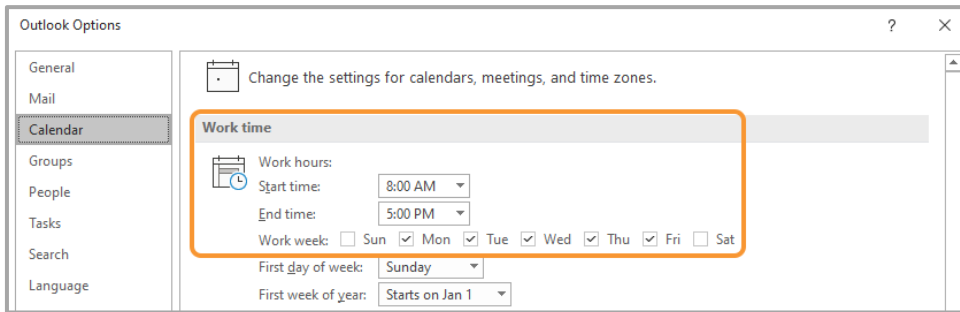 Outlook Options
?
General
Mail
Calendar
Groups
People
Tasks
Search
Language
Change the settings for calendars, meetings, and time zones.
Work time
Work hours:
Start time: 8:00 AM
End time: 5:00 PM
Work week: Sun Mon Tue Wed Thu Fri Sat
First day of week: Sunday
First week of year: Starts on Jan 1